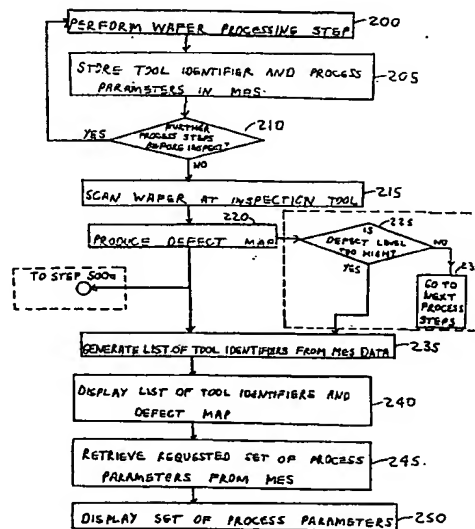 PERFORM WAFER PROCESSING STEP
200
STORE TOOL IDENTIFIER AND PROCESS
PARAMETERS IN MES.
205
FURTHER
PROCESS STEPS
BEFORE INSPECT?
210
YES
NO
SCAN WAFER AT INSPECTION TOOL
215
220
PRODUCE DEFECT MAP
225
IS
DEFECT LEVEL
TOO HIGHT
NO
YES
23
GO TO
NEXT
PROCESS
STEPS
TO STEP 500a
GENERATE LIST OF TOOL IDENTIFIERS FROM MES DATA
235
DISPLAY LIST OF TOOL IDENTIFIERS AND
DEFECT MAP
240
RETRIEVE REQUESTED SET OF PROCESS
PARAMETERS FROM MES
245.
DISPLAY SET OF PROCESS PARAMETERS
250